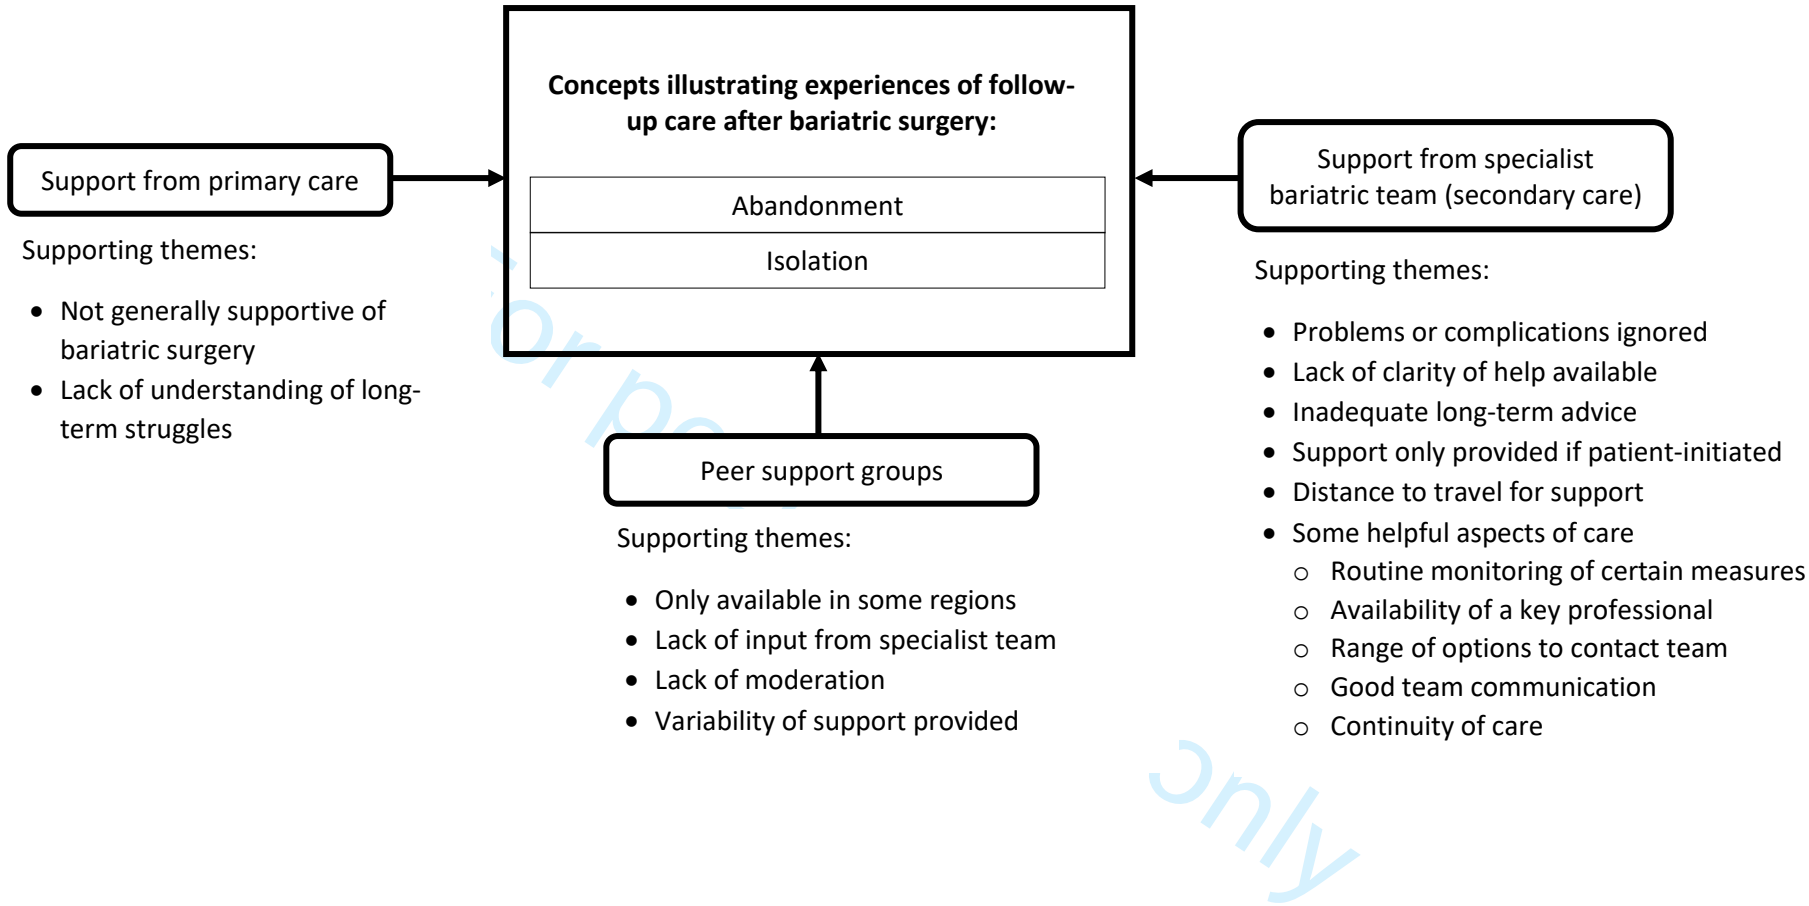 Concepts illustrating experiences of follow-
up care after bariatric surgery:
Abandonment
Isolation
Support from primary care
Supporting themes:
• Not generally supportive of
bariatric surgery
• Lack of understanding of long-
term struggles
Peer support groups
Supporting themes:
• Only available in some regions
• Lack of input from specialist team
• Lack of moderation
• Variability of support provided
Support from specialist
bariatric team (secondary care)
Supporting themes:
• Problems or complications ignored
• Lack of clarity of help available
• Inadequate long-term advice
• Support only provided if patient-initiated
• Distance to travel for support
• Some helpful aspects of care
o Routine monitoring of certain measures
o Availability of a key professional
o Range of options to contact team
o Good team communication
o Continuity of care
For
only